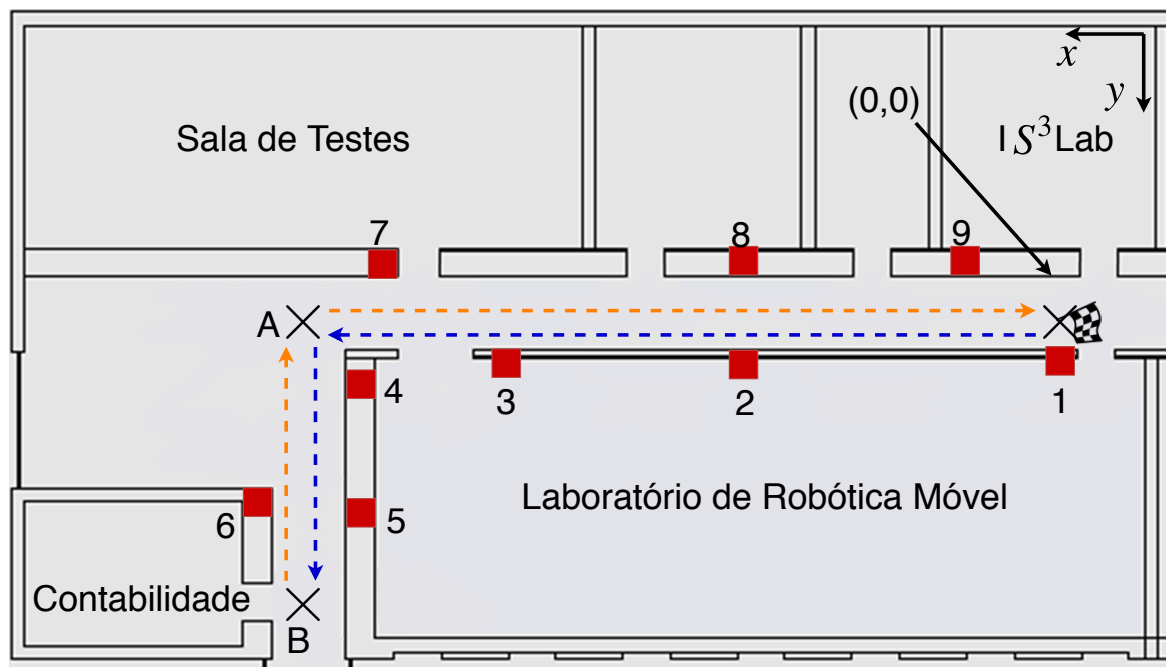 x
y
(0,0)
Sala de Testes
I S³Lab
7
8
9
A
4
3
2
1
6
5
Laboratório de Robótica Móvel
Contabilidade
B